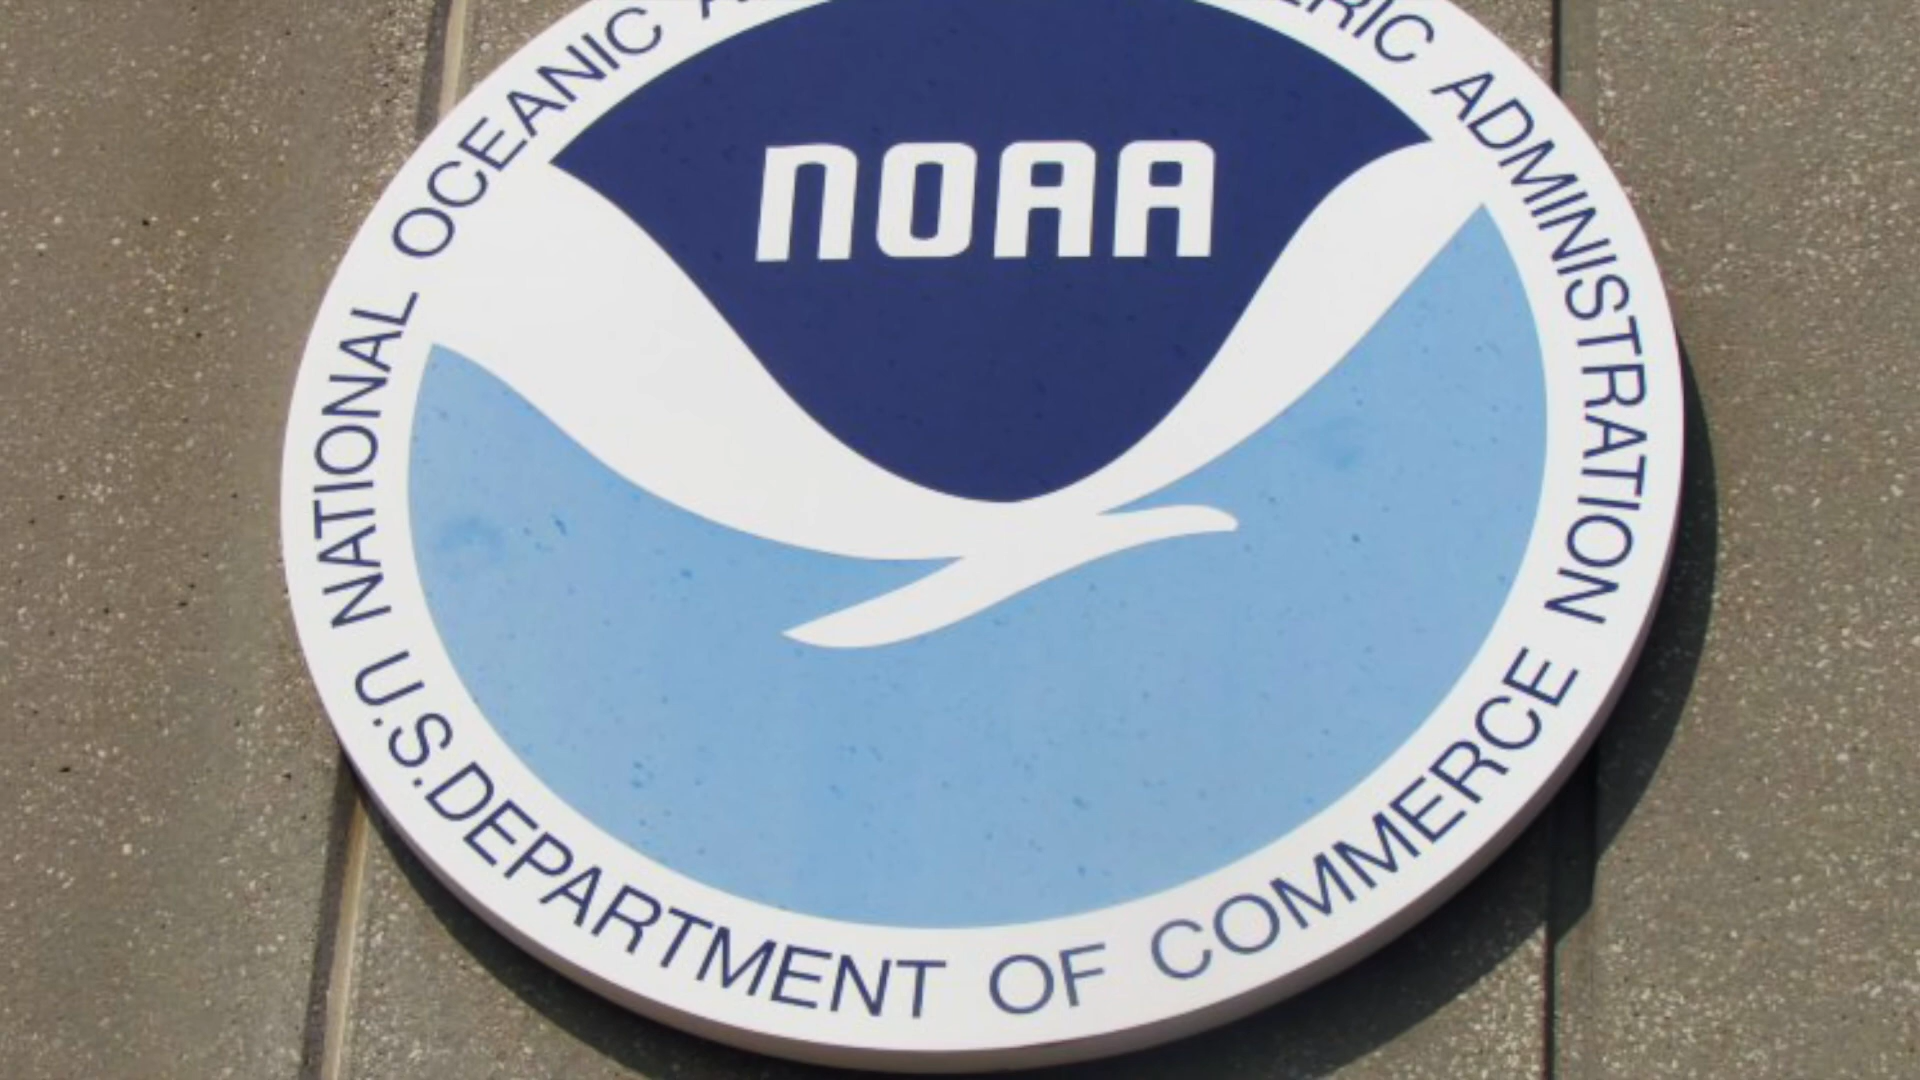 NATIONAL OCEANIC ADMINISTRATION
NOAA
U.S. DEPARTMENT OF COMMERCE